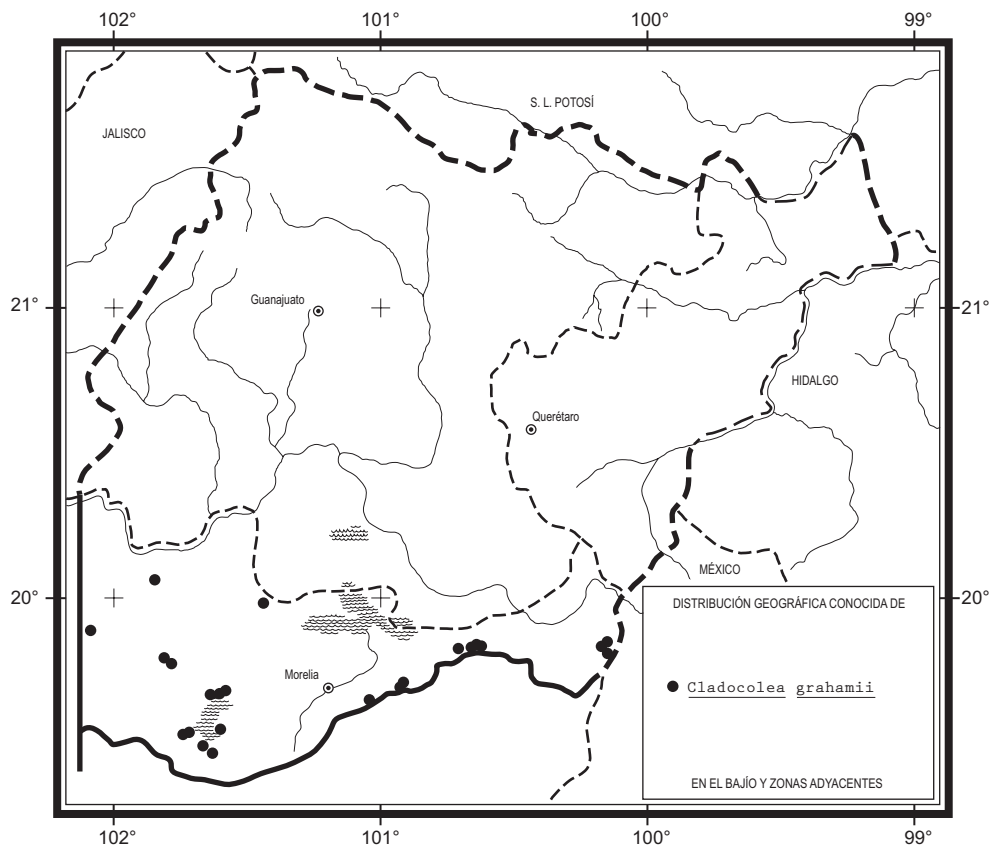 102° 101° 100° 99°
S. L. POTOSÍ
JALISCO
Guanajuato
21° 21°
HIDALGO
Querétaro
MÉXICO
20° 20°
DISTRIBUCIÓN GEOGRÁFICA CONOCIDA DE
Morelia
Cladocolea grahamii
EN EL BAJÍO Y ZONAS ADYACENTES
102° 101° 100° 99°